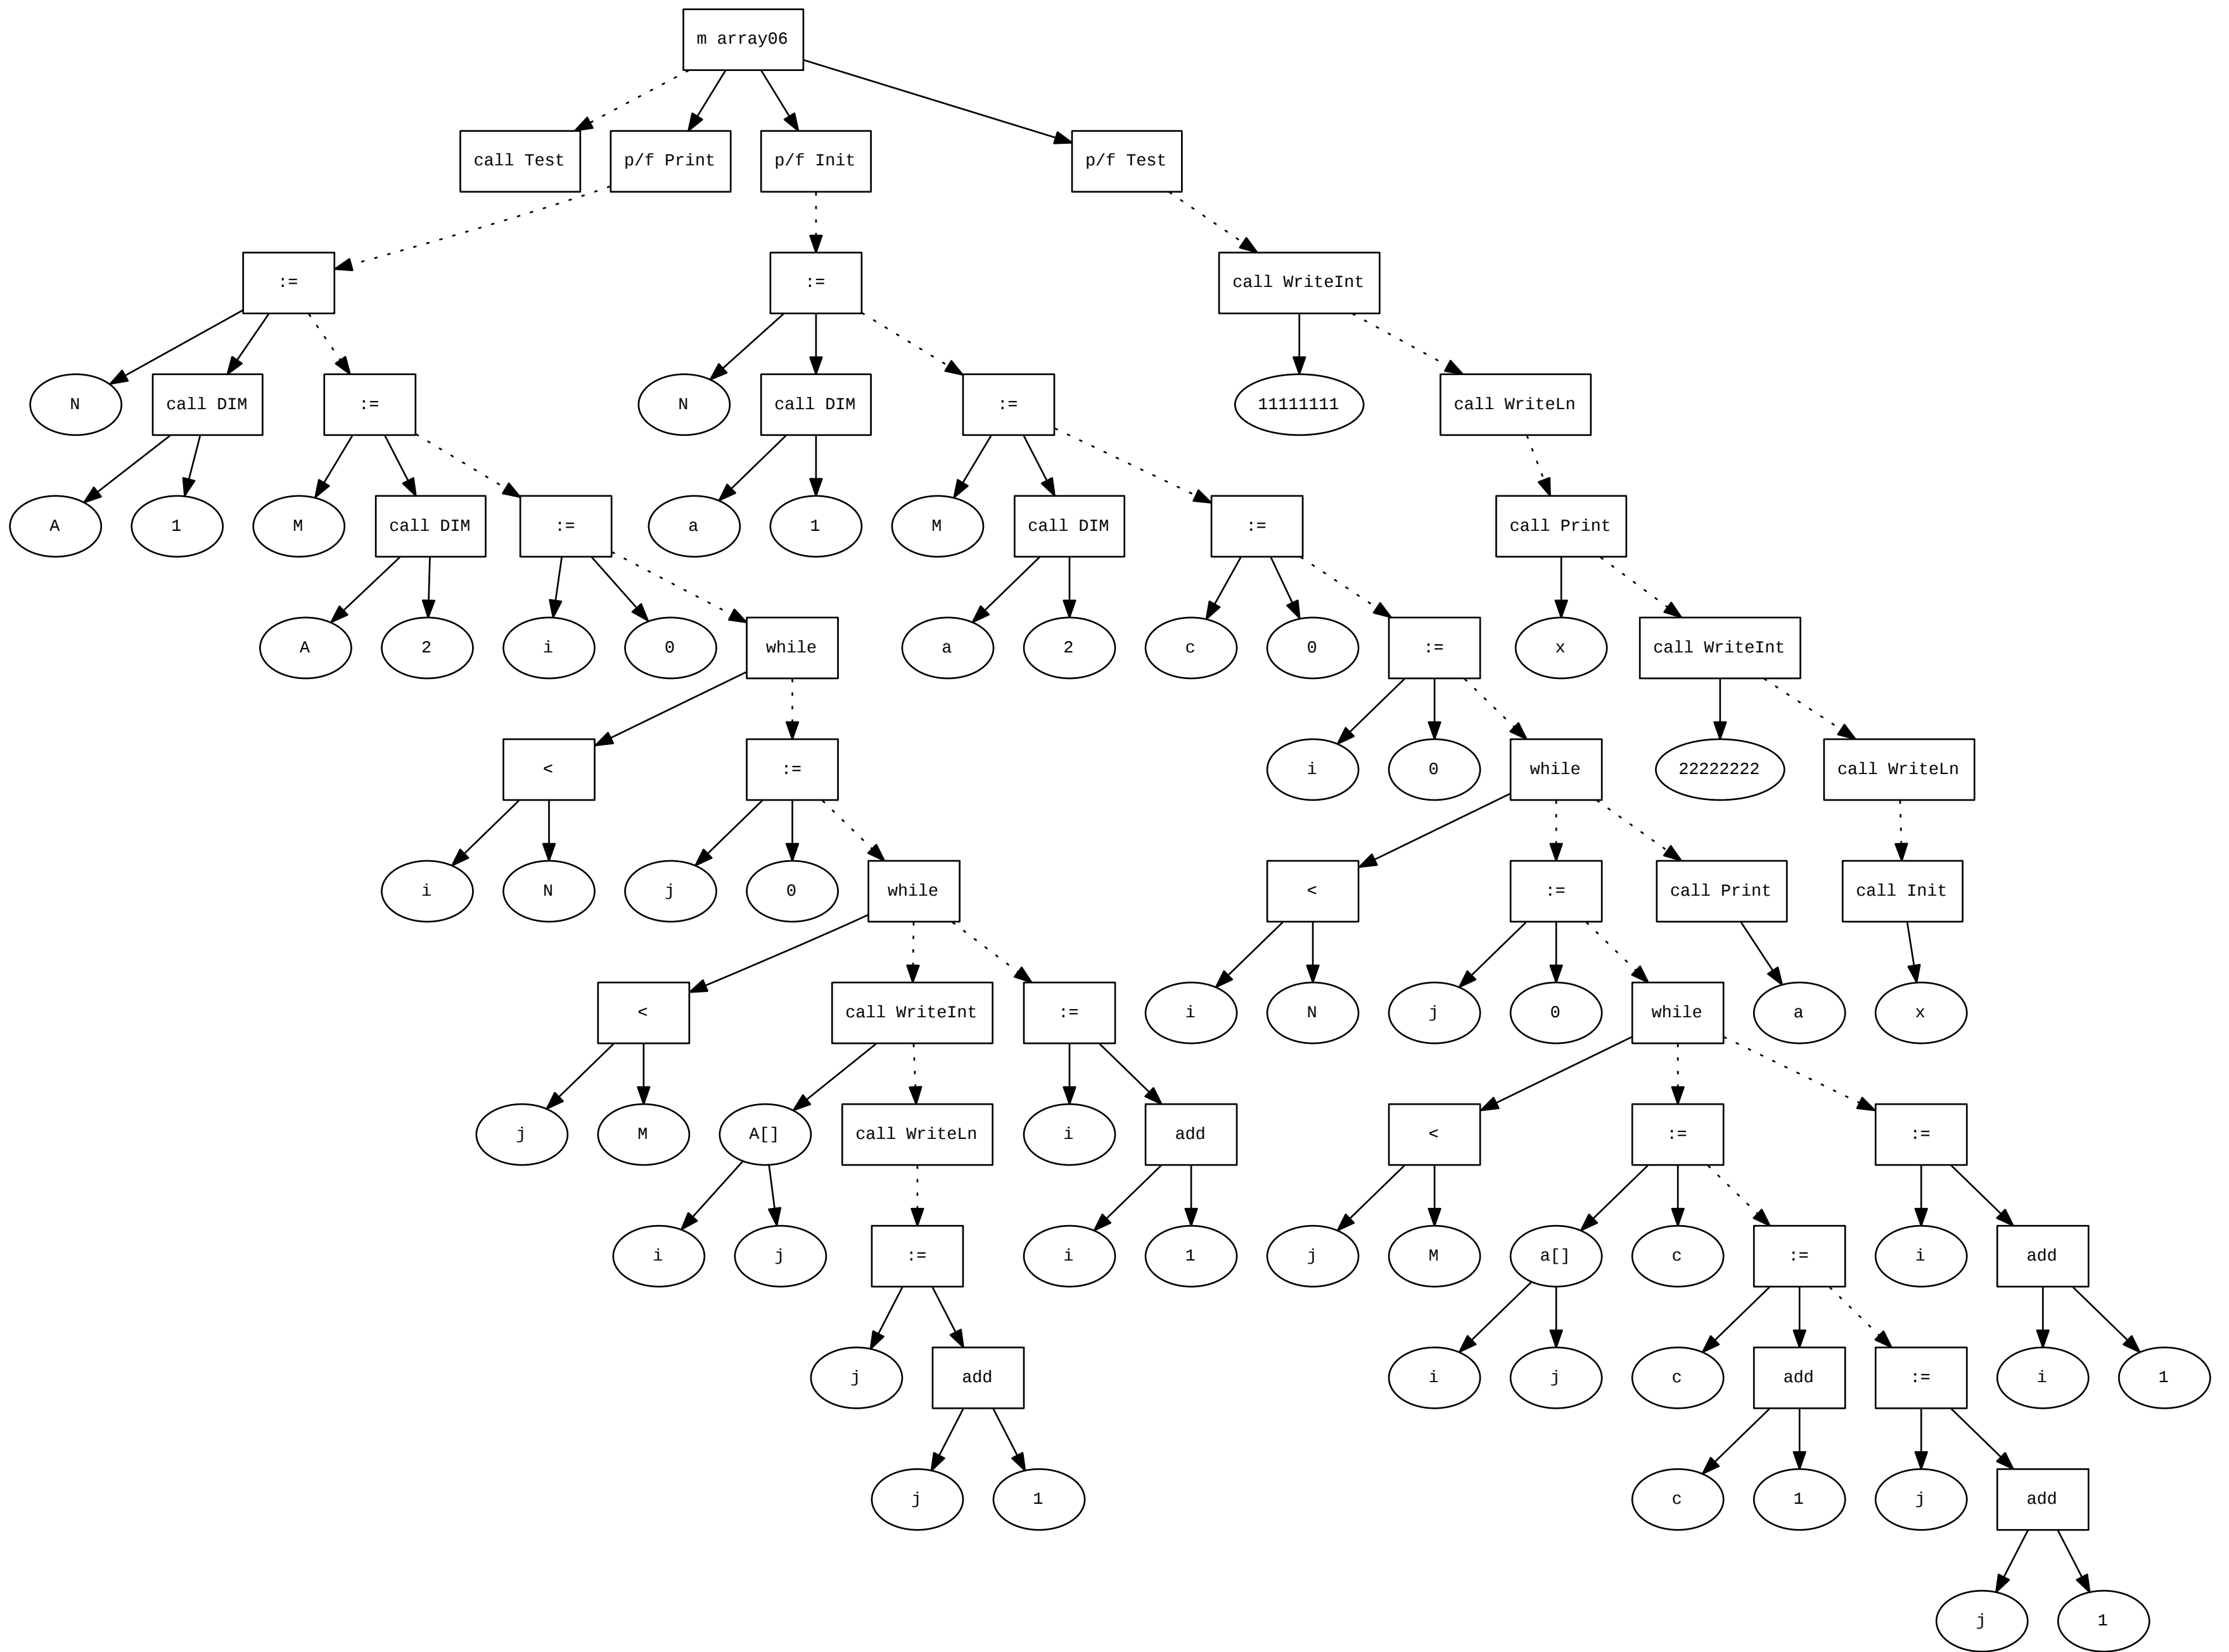 m array06
call Test
p/f Print
p/f Init
p/f Test
:=
:=
call WriteInt
N
call DIM
:=
N
call DIM
:=
11111111
call WriteLn
A
1
M
call DIM
:=
a
1
M
call DIM
:=
call Print
A
2
i
0
while
a
2
c
0
:=
x
call WriteInt
<
:=
i
0
while
22222222
call WriteLn
i
N
j
0
while
<
:=
call Print
call Init
<
call WriteInt
:=
i
N
j
0
while
a
x
j
M
A[]
call WriteLn
i
add
<
:=
:=
i
j
:=
i
1
j
M
a[]
c
:=
i
add
j
add
i
j
c
add
:=
i
1
j
1
c
1
j
add
j
1